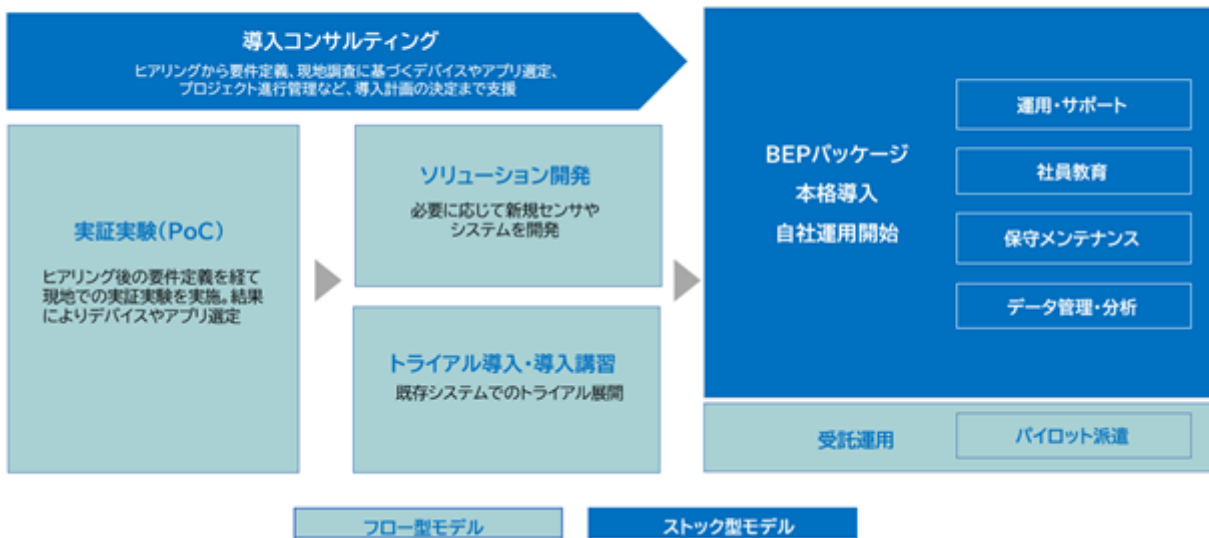 導入コンサルティング
ヒアリングから要件定義、現地調査に基づくデバイスやアプリ選定、
プロジェクト進行管理など、導入計画の決定まで支援
実証実験(PoC)
ヒアリング後の要件定義を経て
現地での実証実験を実施。結果
によりデバイスやアプリ選定
ソリューション開発
必要に応じて新規センサや
システムを開発
トライアル導入・導入講習
既存システムでのトライアル展開
BEPパッケージ
本格導入
自社運用開始
運用・サポート
社員教育
保守メンテナンス
データ管理・分析
受託運用
パイロット派遣
フロー型モデル
ストック型モデル